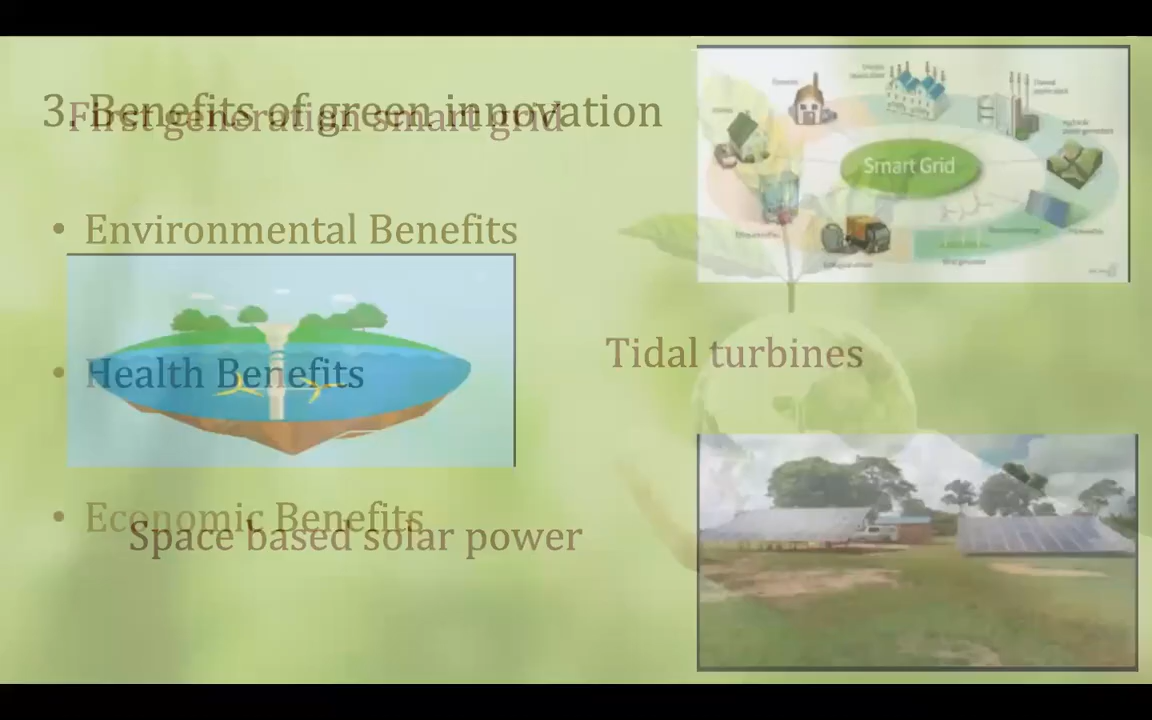 3. Benefits of green innovation
First generation smart grid
Smart Grid
• Environmental Benefits
Tidal turbines
• Health Benefits
• Economic Benefits
Space based solar power